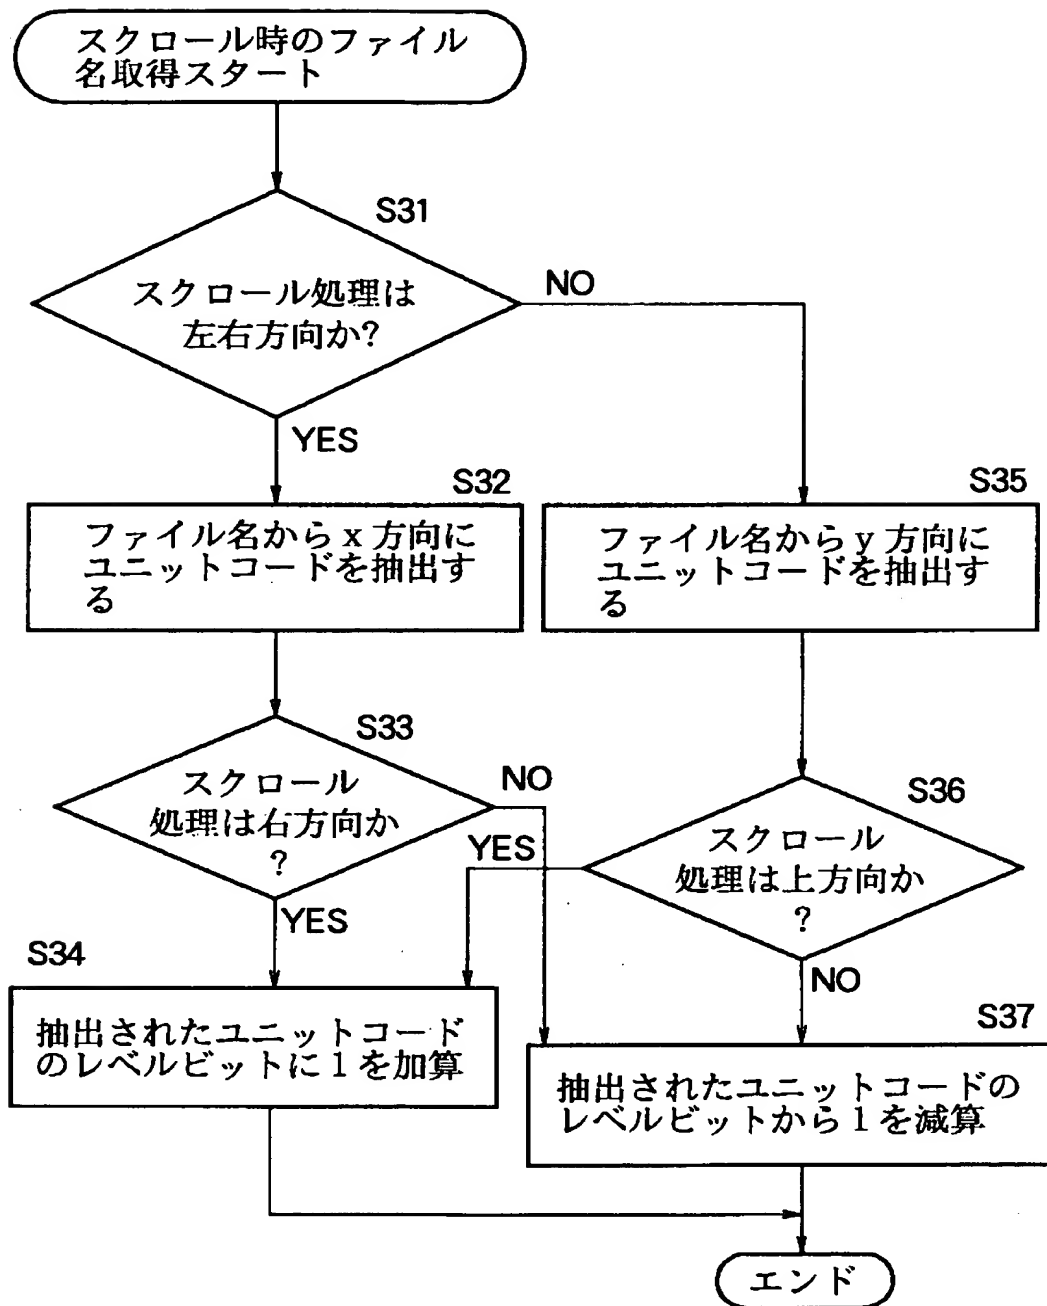 スクロール時のファイル
名取得スタート
S31
スクロール処理は
左右方向か?
NO
YES
S32
ファイル名からx方向に
ユニットコードを抽出す
る
S35
ファイル名からy方向に
ユニットコードを抽出す
る
S33
スクロール
処理は右方向か
?
NO
YES
S36
スクロール
処理は上方向か
?
YES
NO
S34
抽出されたユニットコード
のレベルビットに1を加算
S37
抽出されたユニットコードの
レベルビットから1を減算
エンド